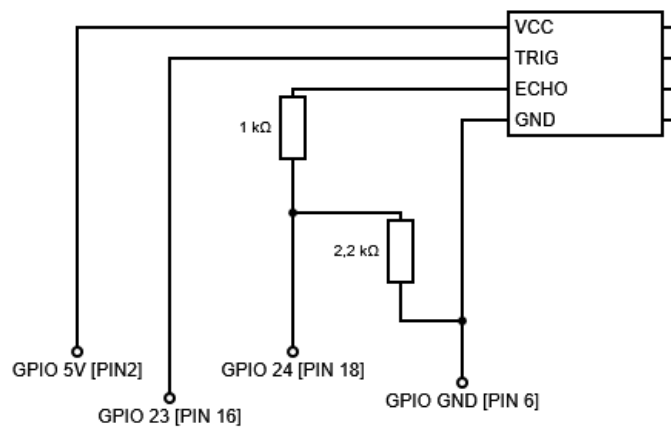 VCC
TRIG
ECHO
GND
1 kΩ
2,2 kΩ
GPIO 5V [PIN2]
GPIO 24 [PIN 18]
GPIO GND [PIN 6]
GPIO 23 [PIN 16]